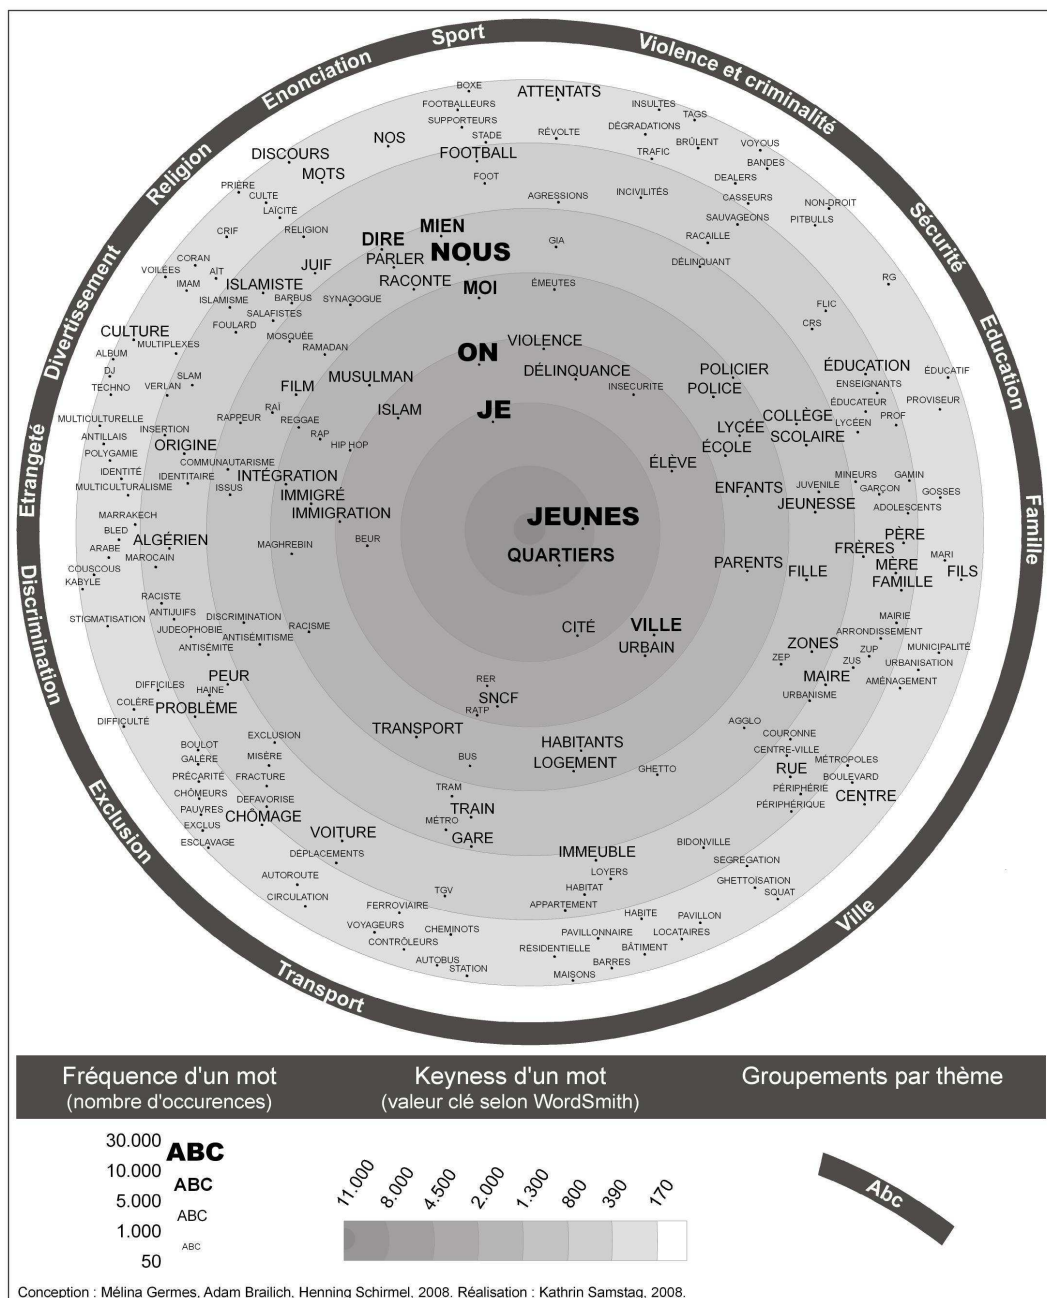 Sport
Violence et criminalité
Enonciation
Religion
Sécurité
Divertissement
Education
Etrangeté
Famille
Discrimination
Exclusion
Ville
Transport
BOXE
ATTENTATS
FOOTBALLEURS
INSULTES
TAGS
SUPPORTEURS
DÉGRADATIONS
NOS
STADE
RÉVOLTE
BRÛLENT
VOYOUS
DISCOURS
FOOTBALL
TRAFIC
BANDES
MOTS
FOOT
DEALERS
PRIÈRE
CULTE
AGRESSIONS
INCIVILITÉS
CASSEURS
NON-DROIT
LAÏCITÉ
SAUVAGEONS
PITBULLS
CRIF
RELIGION
MIEN
DIRE
NOUS
GIA
RACAILLE
CORAN
JUIF
PARLER
DÉLINQUANT
VOILÉES
AÏT
IMAM
ISLAMISTE
RACONTE
MOI
ÉMEUTES
RG
ISLAMISME
BARBUS
SYNAGOGUE
FLIC
SALAFISTES
CRS
CULTURE
FOULARD
MULTIPLEXES
MOSQUÉE
ON
VIOLENCE
ALBUM
RAMADAN
DJ
SLAM
FILM
MUSULMAN
DÉLINQUANCE
POLICIER
ÉDUCATION
ÉDUCATIF
TECHNO
VERLAN
INSÉCURITÉ
POLICE
ENSEIGNANTS
PROVISEUR
RAÏ
ISLAM
JE
COLLÈGE
ÉDUCATEUR
MULTICULTURELLE
RAPPEUR
REGGAE
PROF
INSERTION
LYCÉE
SCOLAIRE
LYCÉEN
ANTILLAIS
ORIGINE
RAP
HIP HOP
ÉCOLE
POLYGAMIE
COMMUNAUTARISME
ÉLÈVE
IDENTITÉ
IDENTITAIRE
INTÉGRATION
MINEURS
GAMIN
MULTICULTURALISME
ISSUS
IMMIGRÉ
ENFANTS
JUVENILE
GARÇON
GOSSES
JEUNESSE
MARRAKECH
IMMIGRATION
JEUNES
ADOLESCENTS
BLED
ALGÉRIEN
PÈRE
ARABE
MAROCAIN
MAGHREBIN
BEUR
QUARTIERS
FRÈRES
MARI
COUSCOUS
PARENTS
FILLE
MÈRE
FILS
KABYLE
FAMILLE
RACISTE
STIGMATISATION
ANTIJUIFS
DISCRIMINATION
RACISME
MAIRIE
JUDEOPHOBIE
ANTISÉMITISME
CITÉ
VILLE
ARRONDISSEMENT
ANTISÉMITE
URBAIN
ZONES
ZUP
MUNICIPALITÉ
ZEP
ZUS
URBANISATION
PEUR
RER
MAIRE
DIFFICILES
HAINE
SNCF
URBANISME
AMÉNAGEMENT
COLÈRE
PROBLÈME
RATP
DIFFICULTÉ
TRANSPORT
AGGLO
COURONNE
BOULOT
EXCLUSION
HABITANTS
CENTRE-VILLE
GALÈRE
MISÈRE
BUS
LOGEMENT
GHETTO
RUE
MÉTROPOLES
PRÉCARITÉ
FRACTURE
TRAM
PÉRIPHÉRIE
BOULEVARD
CHÔMEURS
DEFAVORISE
TRAIN
PÉRIPHÉRIQUE
CENTRE
PAUVRES
CHÔMAGE
MÉTRO
EXCLUS
VOITURE
GARE
ESCLAVAGE
DÉPLACEMENTS
IMMEUBLE
BIDONVILLE
SEGRÉGATION
AUTOROUTE
LOYERS
GHETTOÏSATION
CIRCULATION
TGV
HABITAT
SQUAT
FERROVIAIRE
APPARTEMENT
HABITE
PAVILLON
VOYAGEURS
CHEMINOTS
PAVILLONNAIRE
LOCATAIRES
CONTRÔLEURS
RÉSIDENTIELLE
BÂTIMENT
AUTOBUS
BARRES
STATION
MAISONS
Fréquence d'un mot
(nombre d'occurences)
Keyness d'un mot
(valeur clé selon WordSmith)
Groupements par thème
30.000
ABC
10.000
ABC
5.000
ABC
1.000
ABC
50
11.000
8.000
4.500
2.000
1.300
800
390
170
Abc
Conception : Mélina Germes, Adam Brailich, Henning Schirmel, 2008. Réalisation : Kathrin Samstag, 2008.